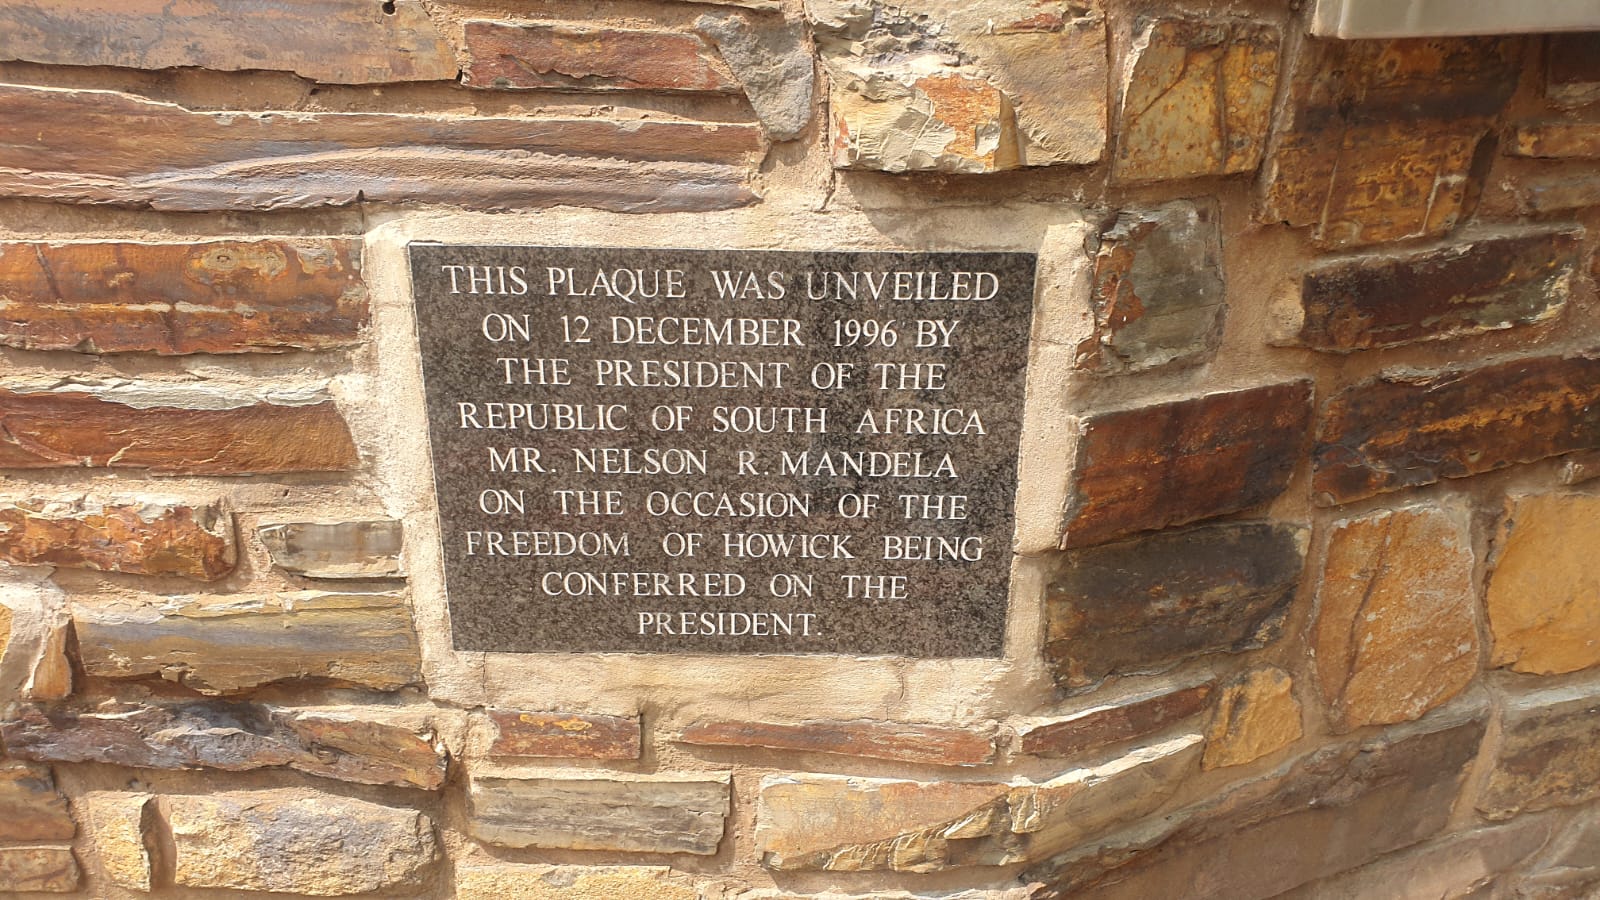 THIS PLAQUE WAS UNVEILED
ON 12 DECEMBER 1996 BY
THE PRESIDENT OF THE
REPUBLIC OF SOUTH AFRICA
MR. NELSON R. MANDELA
ON THE OCCASION OF THE
FREEDOM OF HOWICK BEING
CONFERRED ON THE
PRESIDENT.